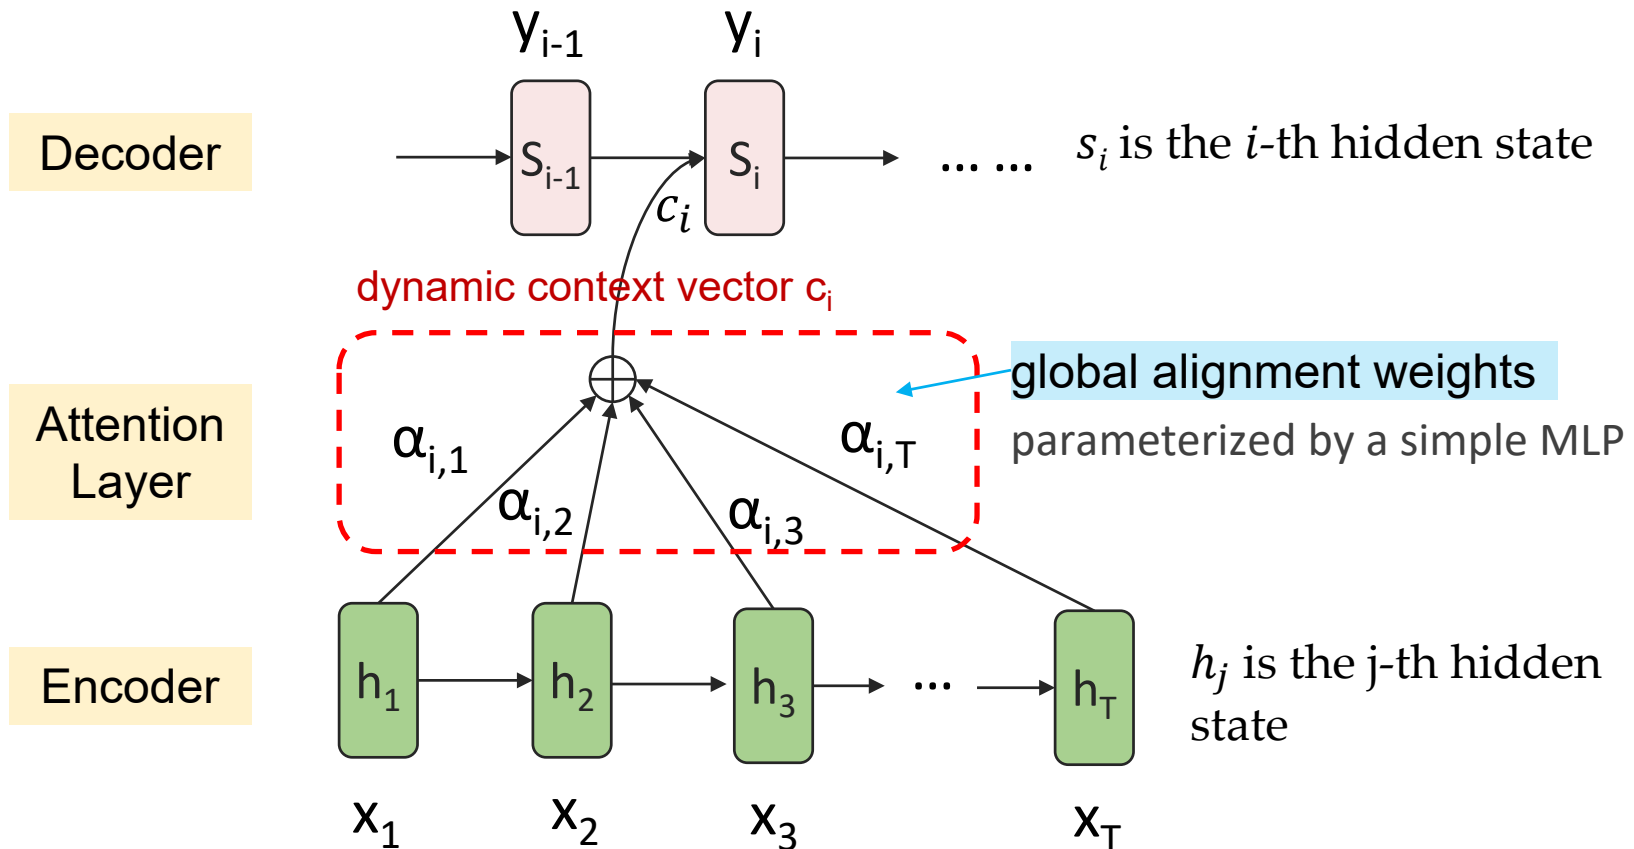 y_{i-1} y_i
Decoder S_{i-1} S_i ... ... s_i is the i-th hidden state
c_i
dynamic context vector c_i
global alignment weights
parameterized by a simple MLP
Attention
Layer
α_{i,1} α_{i,T}
α_{i,2} α_{i,3}
Encoder h_1 h_2 h_3 ... h_T
h_j is the j-th hidden
state
x_1 x_2 x_3 x_T